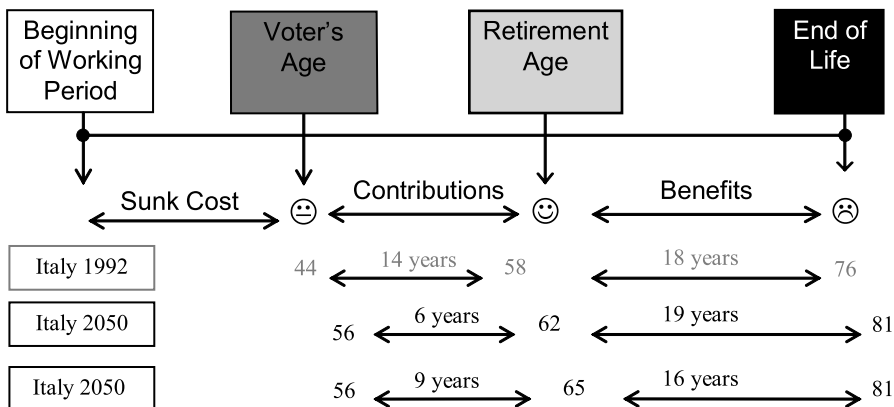 Beginning
of Working
Period
Voter's
Age
Retirement
Age
End of
Life
Sunk Cost
Contributions
Benefits
Italy 1992
44
14 years
58
18 years
76
Italy 2050
56
6 years
62
19 years
81
Italy 2050
56
9 years
65
16 years
81